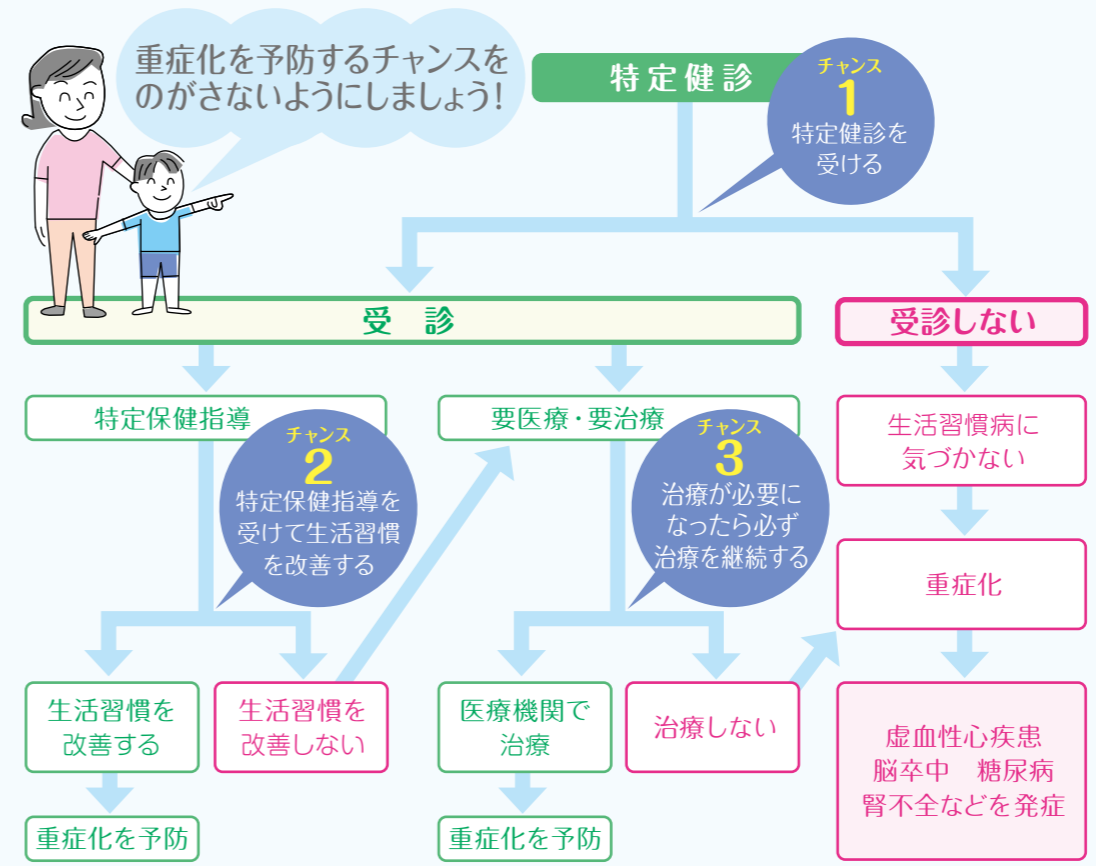 重症化を予防するチャンスを
のがさないようにしましょう!
特定健診
チャンス
1
特定健診を
受ける
受 診
受診しない
特定保健指導
チャンス
2
特定保健指導を
受けて生活習慣
を改善する
要医療・要治療
チャンス
3
治療が必要に
なったら必ず
治療を継続する
生活習慣病に
気づかない
重症化
生活習慣を
改善する
生活習慣を
改善しない
医療機関で
治療
治療しない
虚血性心疾患
脳卒中 糖尿病
腎不全などを発症
重症化を予防
重症化を予防